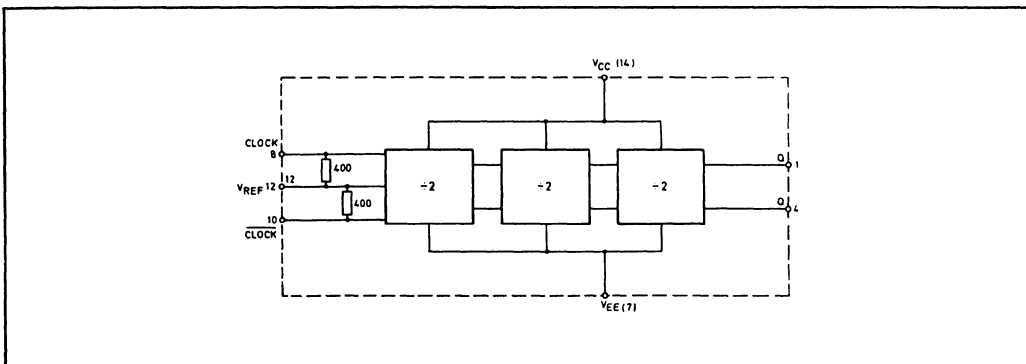 VCC (14)
CLOCK
8
400
12
VREF 12
400
÷2
÷2
÷2
Q
1
10
CLOCK
Q
4
VEE (7)